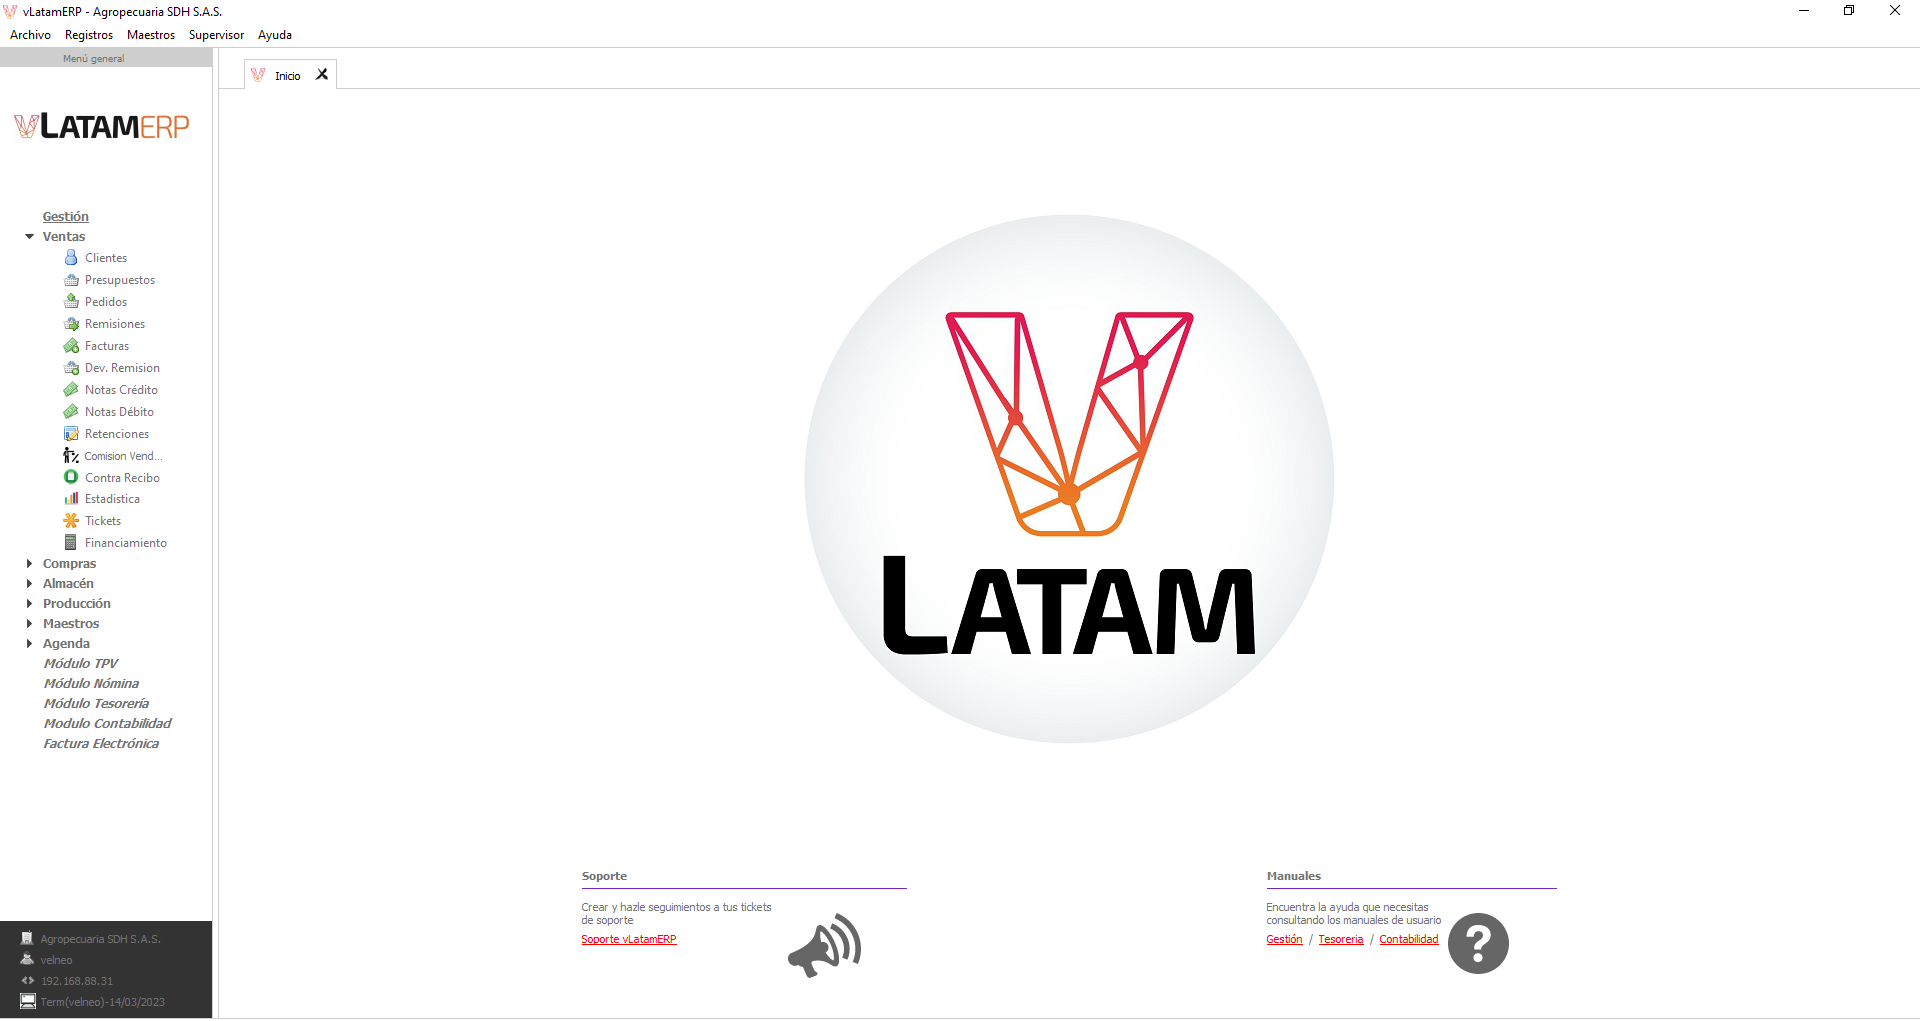 vLatamERP - Agropecuaria SDH S.A.S.
Archivo Registros Maestros Supervisor Ayuda
Menú general
Inicio
VLATAMERP
Gestión
Ventas
Clientes
Presupuestos
Pedidos
Remisiones
Facturas
Dev. Remision
Notas Crédito
Notas Débito
Retenciones
Comision Vend...
Contra Recibo
Estadistica
Tickets
Financiamiento
Compras
Almacén
Producción
Maestros
Agenda
Módulo TPV
Módulo Nómina
Módulo Tesorería
Modulo Contabilidad
Factura Electrónica
Agropecuaria SDH S.A.S.
velneo
192.168.88.31
Term(velneo)-14/03/2023
V
LATAM
Soporte
Crear y hazle seguimientos a tus tickets
de soporte
Soporte vLatamERP
Manuales
Encuentra la ayuda que necesitas
consultando los manuales de usuario
Gestión / Tesoreria / Contabilidad
?